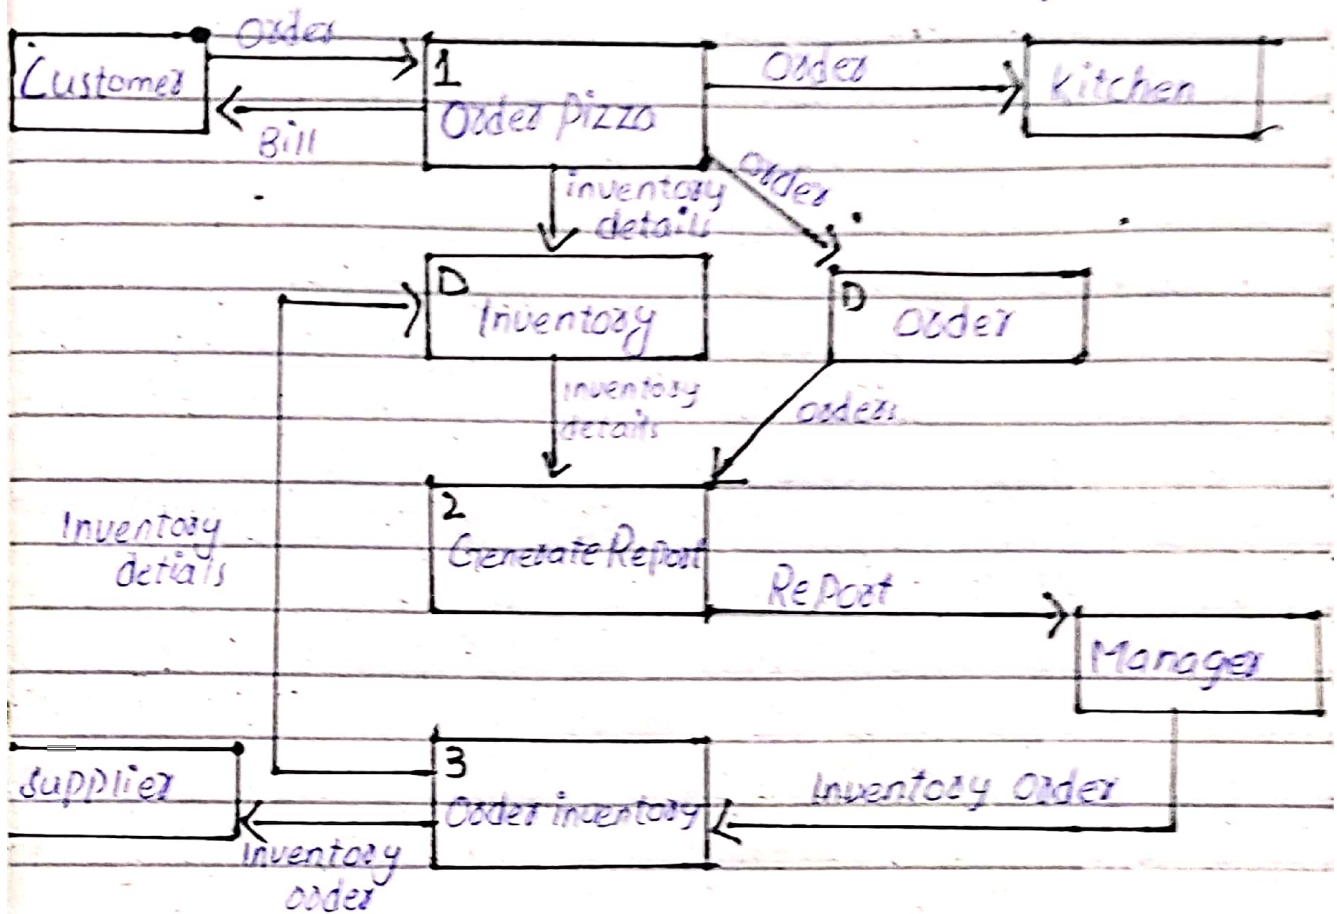 Order
Customer
Bill
1
Order Pizza
Order
Kitchen
inventory
details
Order
D
Inventory
D
Order
inventory
details
orders
2
Generate Report
Inventory
detials
Report
Manager
Supplier
3
Order inventory
Inventory Order
Inventory
order